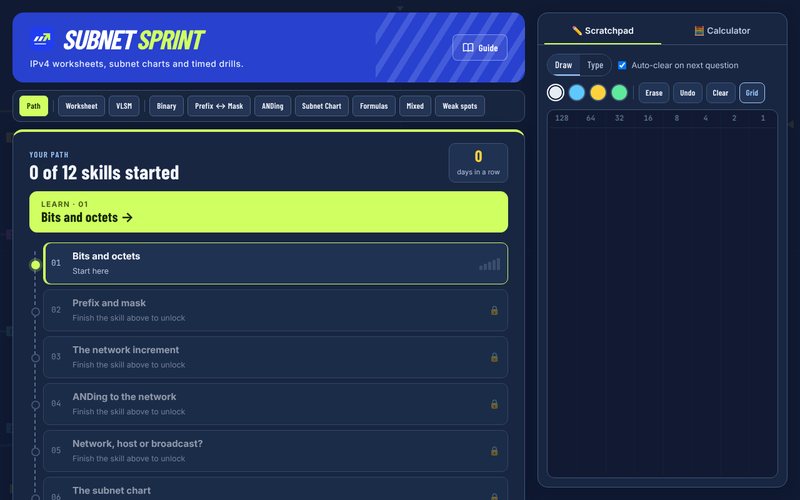 SUBNET SPRINT
IPv4 worksheets, subnet charts and timed drills.
Guide
Path
Worksheet
VLSM
Binary
Prefix ↔ Mask
ANDing
Subnet Chart
Formulas
Mixed
Weak spots
YOUR PATH
0 of 12 skills started
0
days in a row
LEARN · 01
Bits and octets →
01
Bits and octets
Start here
02
Prefix and mask
Finish the skill above to unlock
03
The network increment
Finish the skill above to unlock
04
ANDing to the network
Finish the skill above to unlock
05
Network, host or broadcast?
Finish the skill above to unlock
06
The subnet chart
Scratchpad
Calculator
Draw
Type
Auto-clear on next question
Erase
Undo
Clear
Grid
128 64 32 16 8 4 2 1